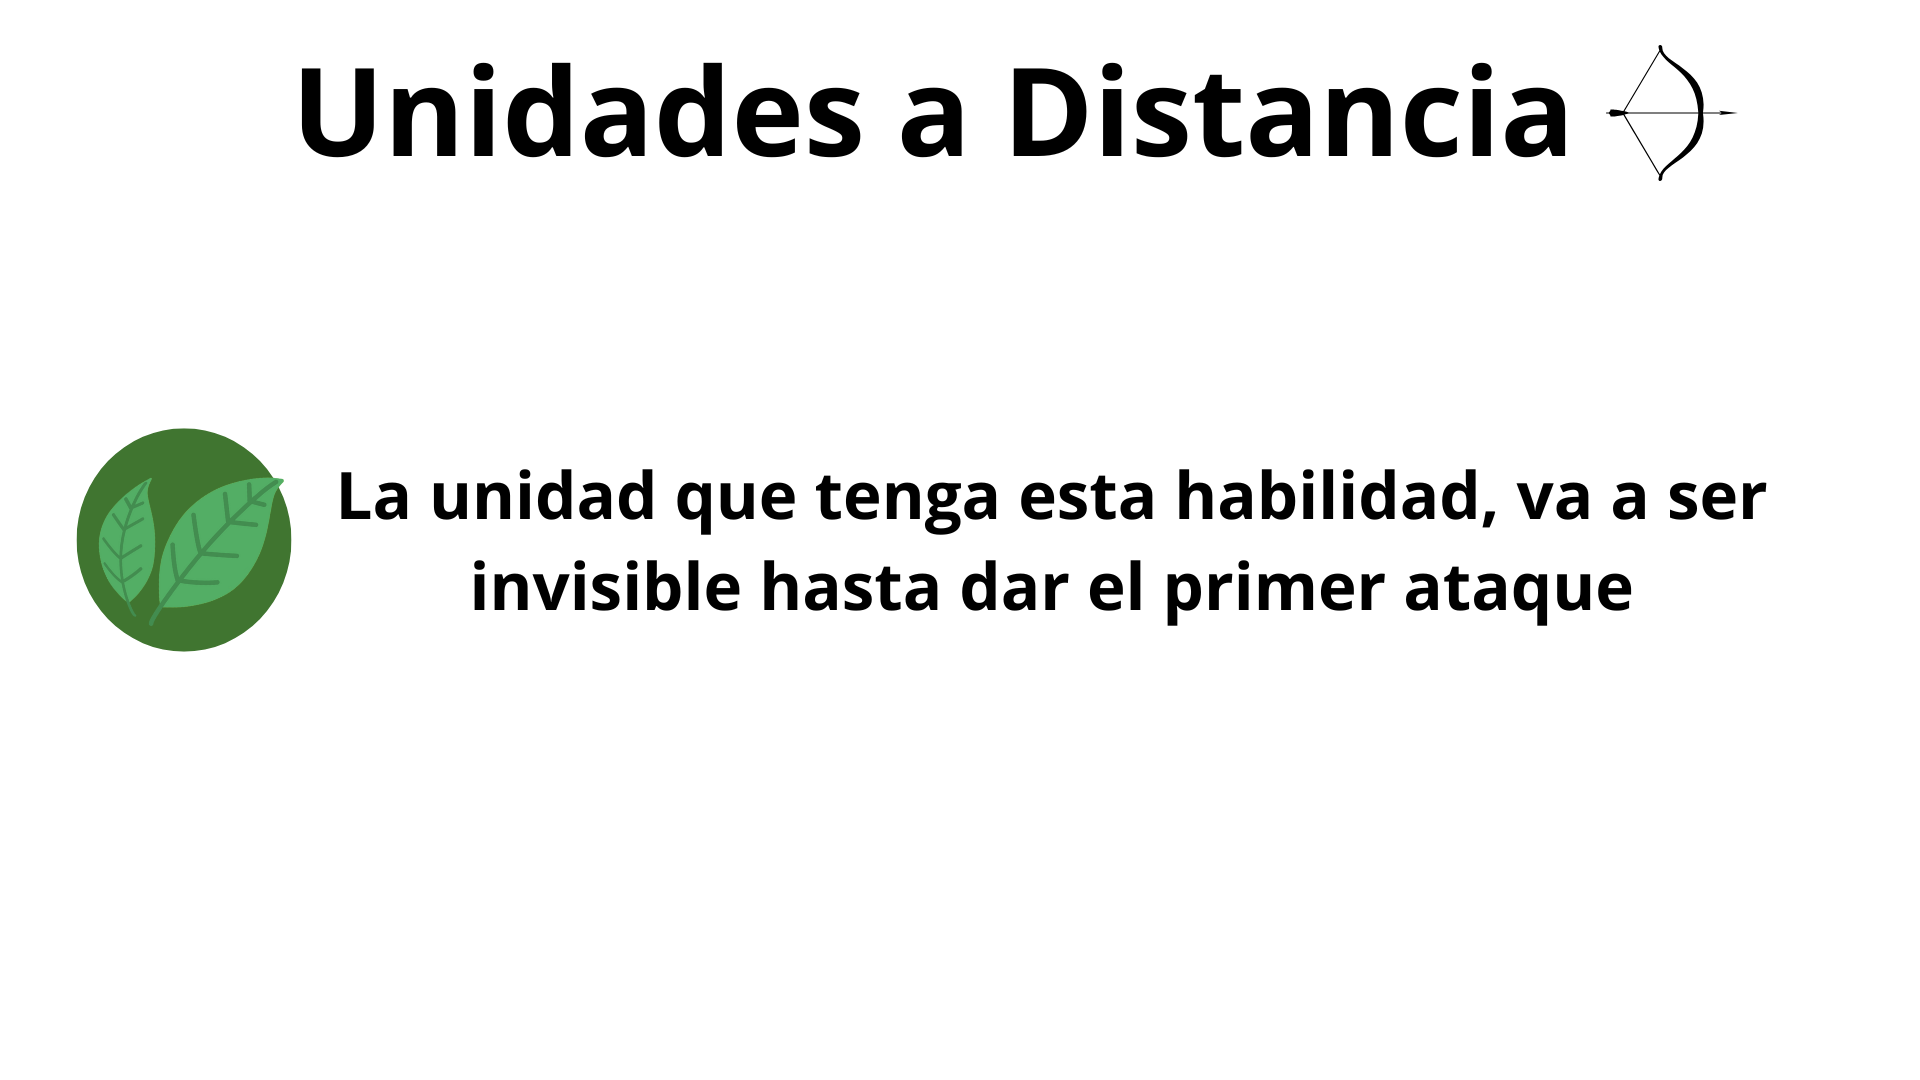 Unidades a Distancia
La unidad que tenga esta habilidad, va a ser
invisible hasta dar el primer ataque